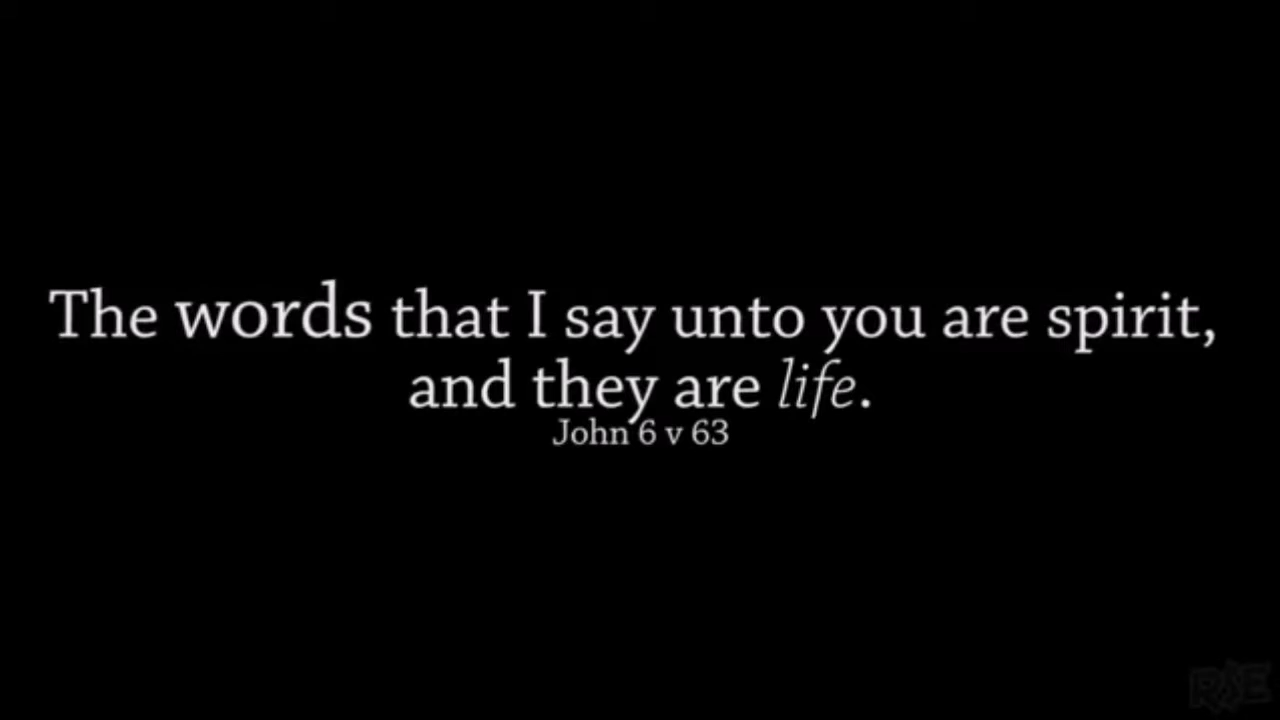 The words that I say unto you are spirit,
and they are life.
John 6 v 63